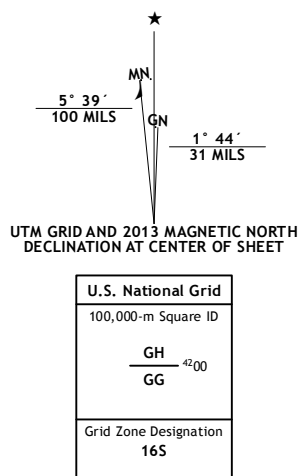 ★
MN.
5° 39´
100 MILS
GN
1° 44´
31 MILS
UTM GRID AND 2013 MAGNETIC NORTH
DECLINATION AT CENTER OF SHEET
U.S. National Grid
100,000-m Square ID
GH
4200
GG
Grid Zone Designation
16S